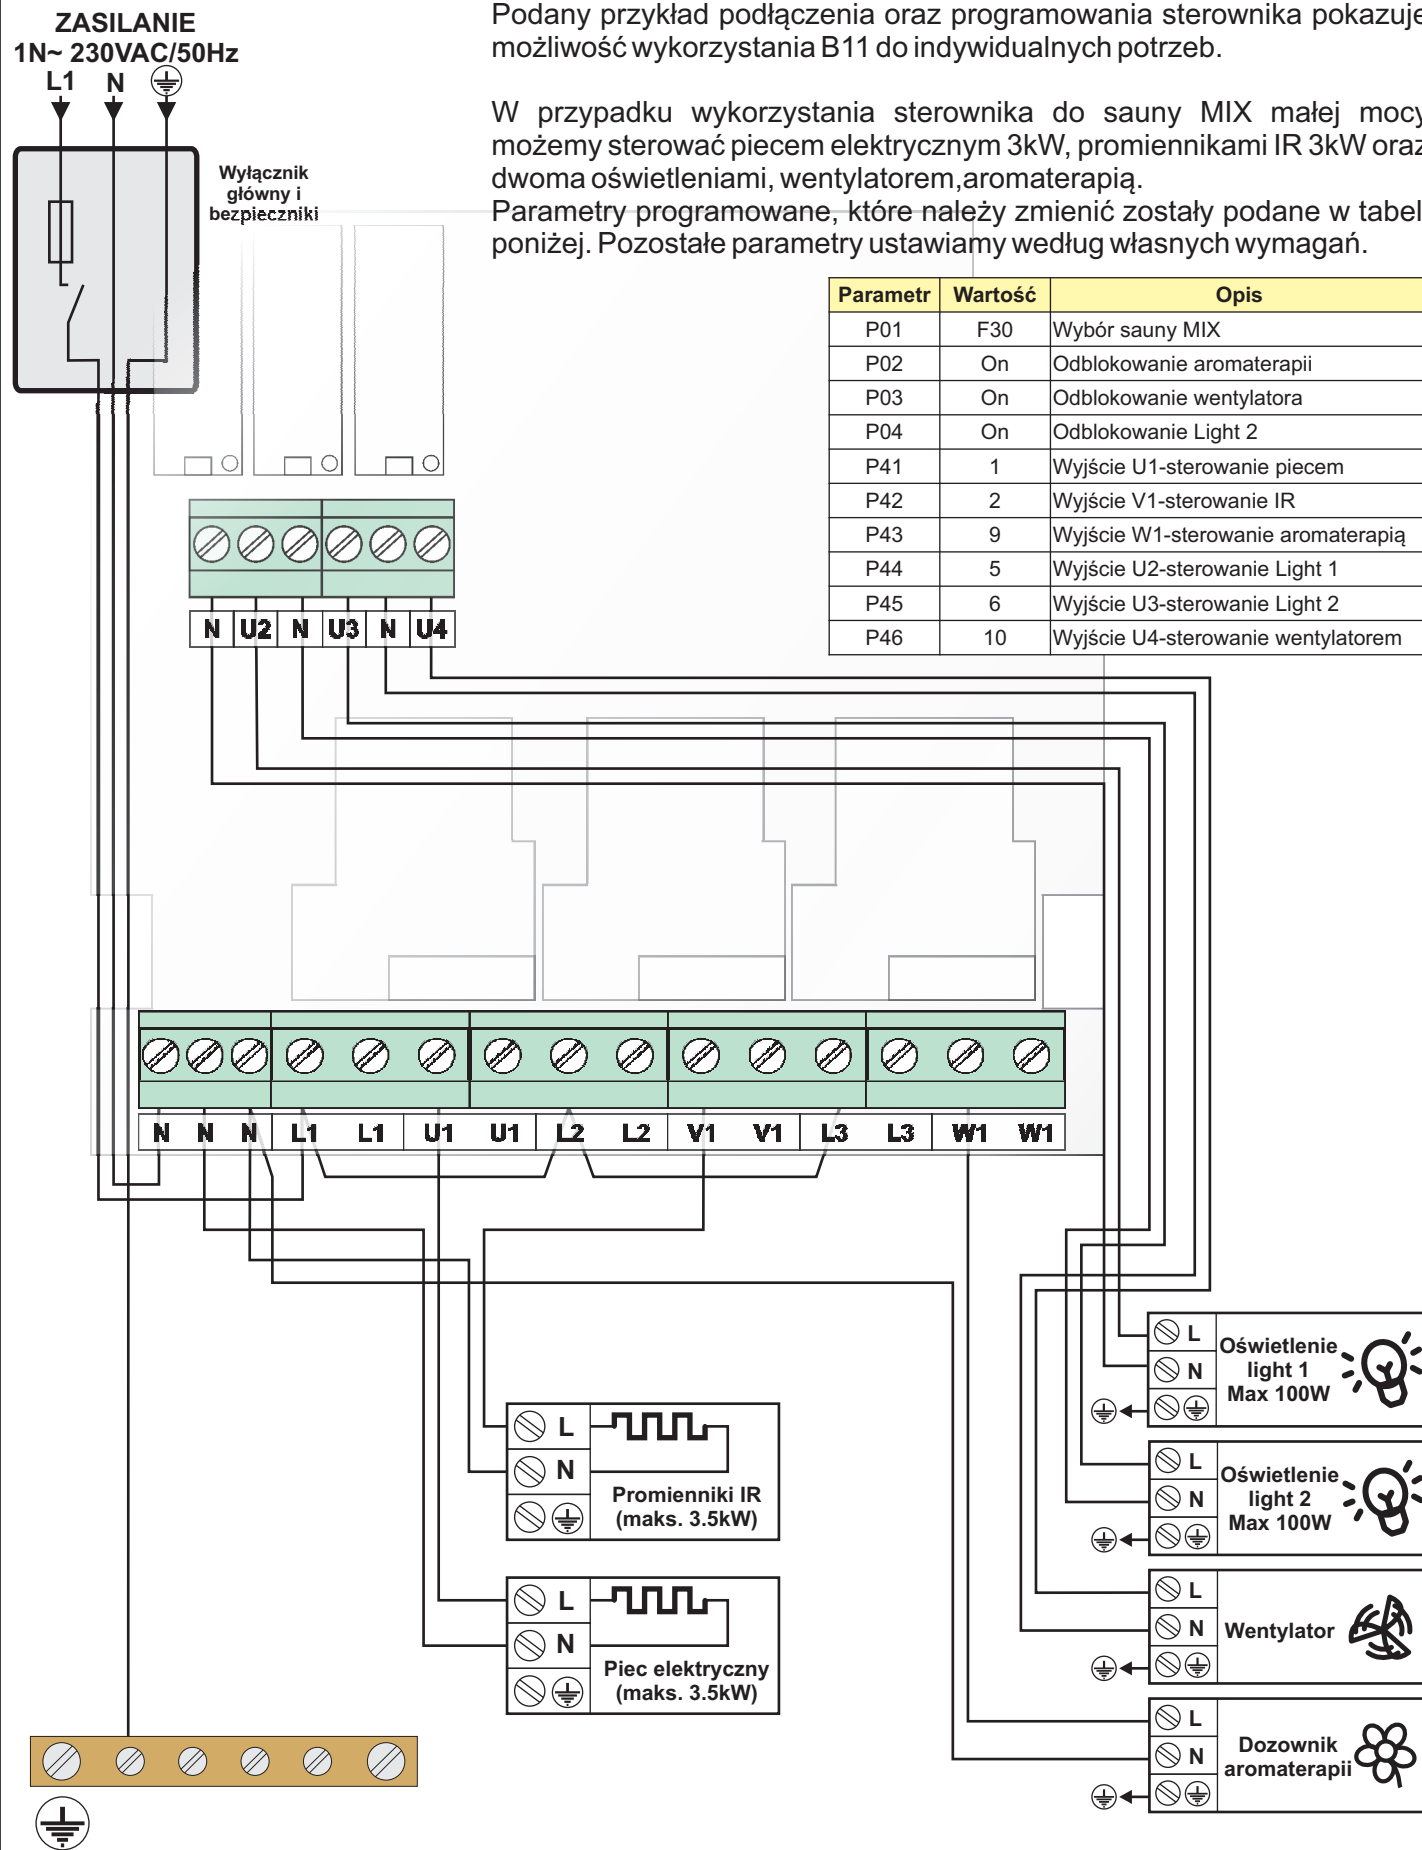 ZASILANIE
1N~ 230VAC/50Hz
L1 N
Wyłącznik
główny i
bezpieczniki
Podany przykład podłączenia oraz programowania sterownika pokazuje
możliwość wykorzystania B11 do indywidualnych potrzeb.
W przypadku wykorzystania sterownika do sauny MIX małej mocy
możemy sterować piecem elektrycznym 3kW, promiennikami IR 3kW oraz
dwoma oświetleniami, wentylatorem,aromaterapią.
Parametry programowane, które należy zmienić zostały podane w tabel
poniżej. Pozostałe parametry ustawiamy według własnych wymagań.
Parametr Wartość Opis
P01 F30 Wybór sauny MIX
P02 On Odblokowanie aromaterapii
P03 On Odblokowanie wentylatora
P04 On Odblokowanie Light 2
P41 1 Wyjście U1-sterowanie piecem
P42 2 Wyjście V1-sterowanie IR
P43 9 Wyjście W1-sterowanie aromaterapią
P44 5 Wyjście U2-sterowanie Light 1
P45 6 Wyjście U3-sterowanie Light 2
P46 10 Wyjście U4-sterowanie wentylatorem
N U2 N U3 N U4
N N N L1 L1 U1 U1 L2 L2 V1 V1 L3 L3 W1 W1
L
N
Promienniki IR
(maks. 3.5kW)
L
N
Piec elektryczny
(maks. 3.5kW)
L
N
Oświetlenie
light 1
Max 100W
L
N
Oświetlenie
light 2
Max 100W
L
N
Wentylator
L
N
Dozownik
aromaterapii